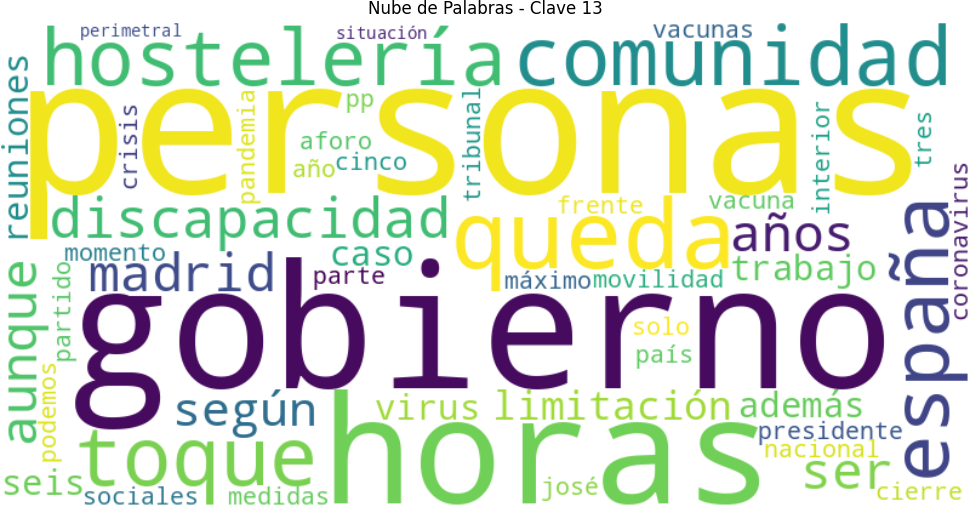 Nube de Palabras - Clave 13
perimetral
situación
vacunas
hostelería
comunidad
personas
reuniones
crisis
pandemia
pp
aforo
año
cinco
tribunal
interior
tres
coronavirus
discapacidad
queda
frente
vacuna
años
momento
caso
madrid
parte
máximo
movilidad
trabajo
españa
aunque
partido
gobierno
solo
país
podemos
según
virus
limitación
además
presidente
nacional
toque
horas
ser
seis
sociales
medidas
josé
cierre